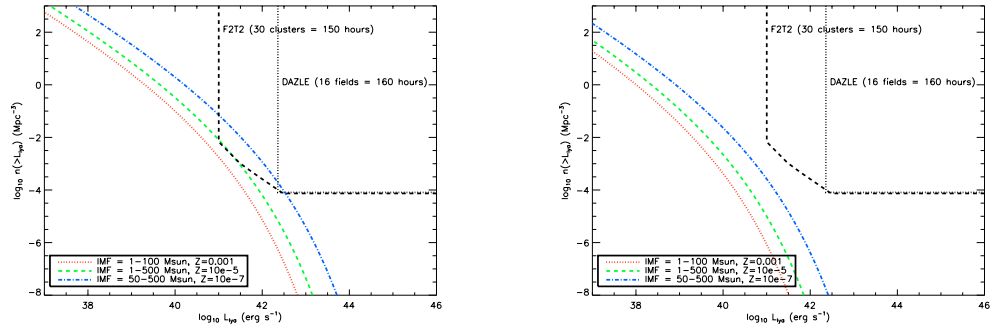 F2T2 (30 clusters = 150 hours)
DAZLE (16 fields = 160 hours)
IMF = 1-100 Msun, Z=0.001
IMF = 1-500 Msun, Z=10e-5
IMF = 50-500 Msun, Z=10e-7
2
0
-2
-4
-6
-8
38
40
42
44
46
log₁₀ n(>Lₗyₐ) (Mpc⁻³)
log₁₀ Lₗyₐ (erg s⁻¹)
F2T2 (30 clusters = 150 hours)
DAZLE (16 fields = 160 hours)
IMF = 1-100 Msun, Z=0.001
IMF = 1-500 Msun, Z=10e-5
IMF = 50-500 Msun, Z=10e-7
2
0
-2
-4
-6
-8
38
40
42
44
46
log₁₀ n(>Lₗyₐ) (Mpc⁻³)
log₁₀ Lₗyₐ (erg s⁻¹)